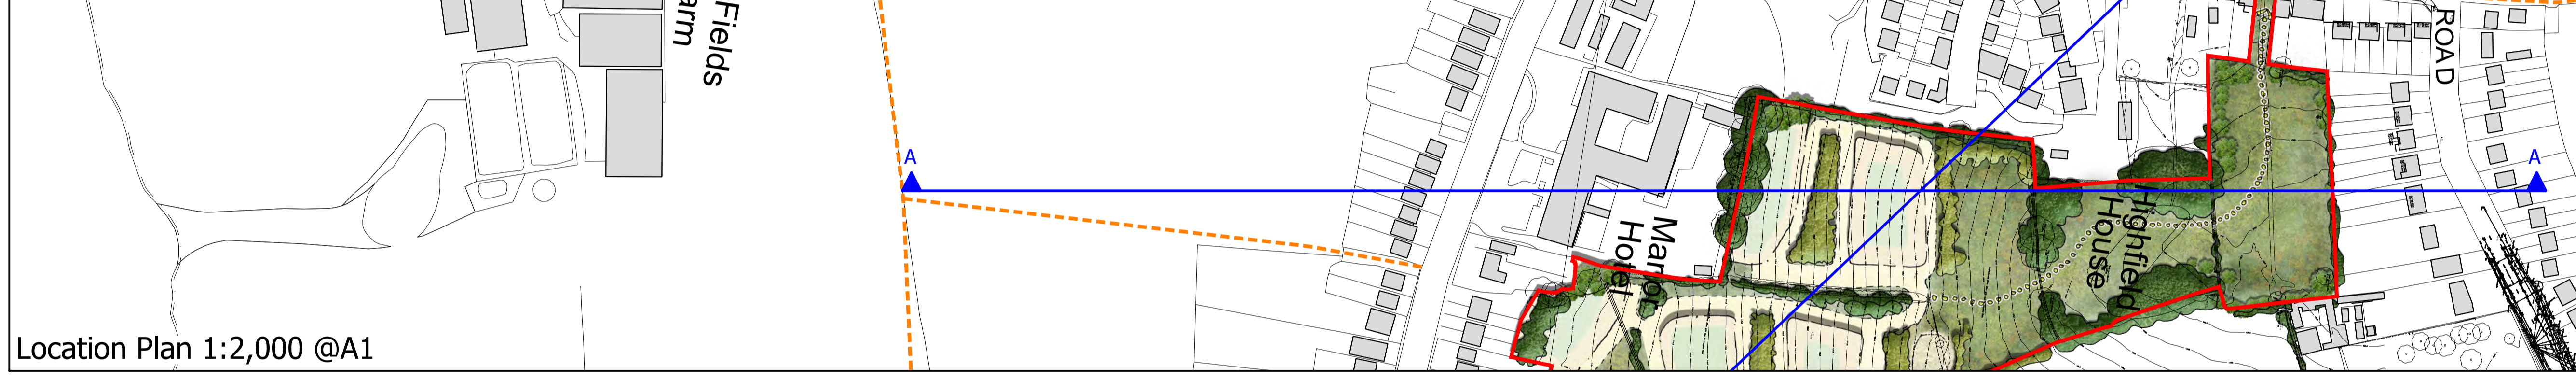 Fields
arm
ROAD
A
A
Manor
Hotel
Highfield
House
Location Plan 1:2,000 @A1